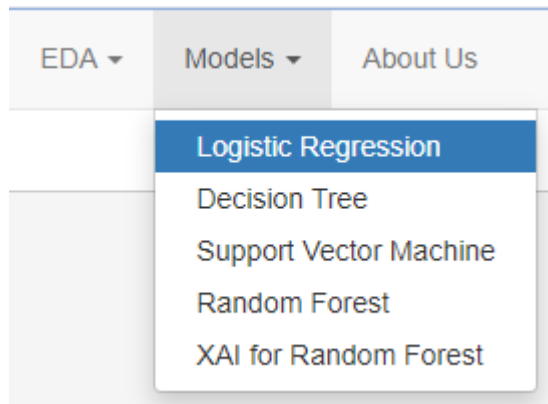 EDA Models About Us
Logistic Regression
Decision Tree
Support Vector Machine
Random Forest
XAI for Random Forest